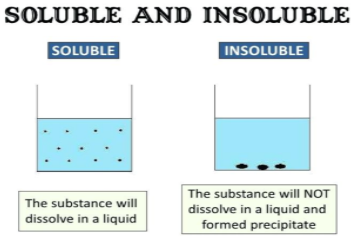 SOLUBLE AND INSOLUBLE
SOLUBLE
INSOLUBLE
The substance will
dissolve in a liquid
The substance will NOT
dissolve in a liquid and
formed precipitate